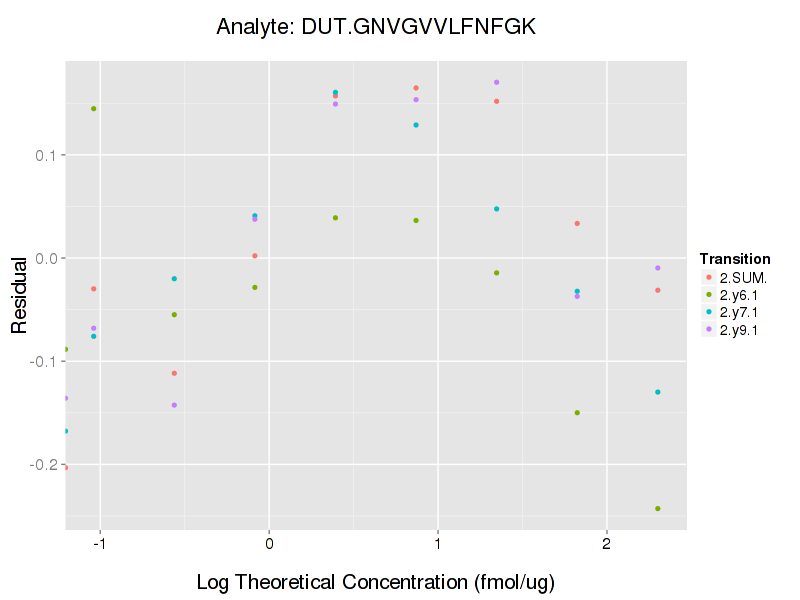 Analyte: DUT.GNVGVVLFNFGK
Residual
0.1
0.0
-0.1
-0.2
-1
0
1
2
Log Theoretical Concentration (fmol/ug)
Transition
2.SUM.
2.y6.1
2.y7.1
2.y9.1